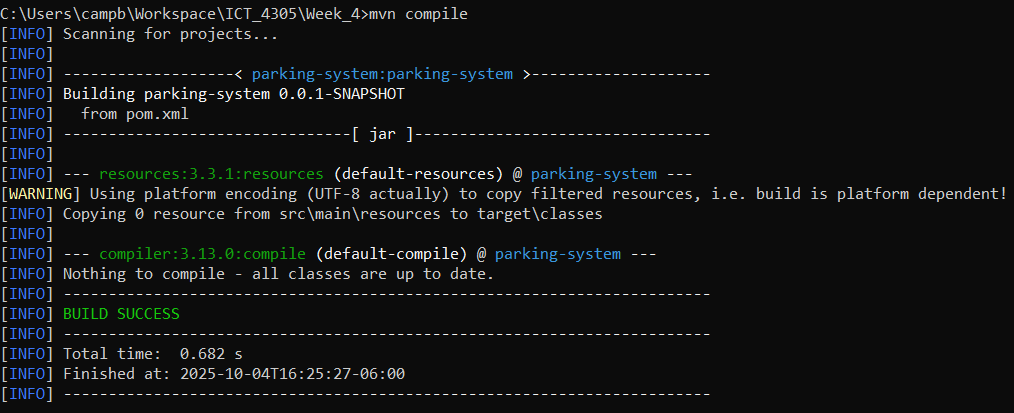 C:\Users\campb\Workspace\ICT_4305\Week_4>mvn compile
[INFO] Scanning for projects...
[INFO]
[INFO] -------------------< parking-system:parking-system >--------------------
[INFO] Building parking-system 0.0.1-SNAPSHOT
[INFO]   from pom.xml
[INFO] --------------------------------[ jar ]---------------------------------
[INFO]
[INFO] --- resources:3.3.1:resources (default-resources) @ parking-system ---
[WARNING] Using platform encoding (UTF-8 actually) to copy filtered resources, i.e. build is platform dependent!
[INFO] Copying 0 resource from src\main\resources to target\classes
[INFO]
[INFO] --- compiler:3.13.0:compile (default-compile) @ parking-system ---
[INFO] Nothing to compile - all classes are up to date.
[INFO] ------------------------------------------------------------------------
[INFO] BUILD SUCCESS
[INFO] ------------------------------------------------------------------------
[INFO] Total time:  0.682 s
[INFO] Finished at: 2025-10-04T16:25:27-06:00
[INFO] ------------------------------------------------------------------------